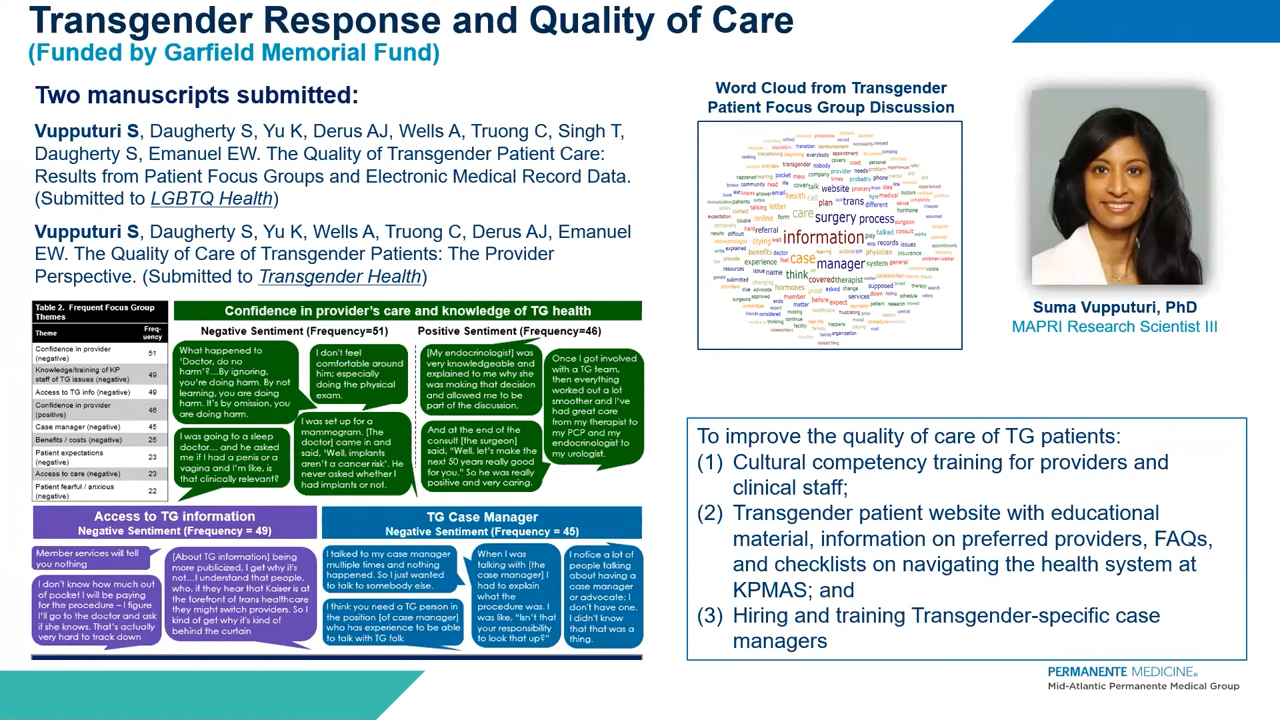 Transgender Response and Quality of Care
(Funded by Garfield Memorial Fund)
Two manuscripts submitted:
Vupputuri S, Daugherty S, Yu K, Derus AJ, Wells A, Truong C, Singh T,
Daugherty S, Emanuel EW. The Quality of Transgender Patient Care:
Results from Patient Focus Groups and Electronic Medical Record Data.
(Submitted to LGBTQ Health)
Vupputuri S, Daugherty S, Yu K, Wells A, Truong C, Derus AJ, Emanuel
EW. The Quality of Care of Transgender Patients: The Provider
Perspective. (Submitted to Transgender Health)
Table 2. Frequent Focus Group
Themes
Theme Freq-
uency
Confidence in provider
(negative) 51
Knowledge/training of KP
staff of TG issues (negative) 49
Access to TG info (negative) 49
Confidence in provider
(positive) 46
Case manager (negative) 45
Benefits / costs (negative) 25
Patient expectations
(negative) 23
Access to care (negative) 23
Patient fearful / anxious
(negative) 22
Confidence in provider's care and knowledge of TG health
Negative Sentiment (Frequency=51)
What happened to
'Doctor, do no
harm'?...By ignoring,
you're doing harm. By not
learning, you are doing
harm. It's by omission, you
are doing harm.
I don't feel
comfortable around
him; especially
doing the physical
exam.
I was going to a sleep
doctor... and he asked
me if I had a penis or a
vagina and I'm like, is
that clinically relevant?
I was set up for a
mammogram. [The
doctor] came in and
said, 'Well, implants
aren't a cancer risk'. He
never asked whether I
had implants or not.
Positive Sentiment (Frequency=46)
[My endocrinologist] was
very knowledgeable and
explained to me why she
was making that decision
and allowed me to be
part of the discussion.
And at the end of the
consult [the surgeon]
said, "Well, let's make the
next 50 years really good
for you." So he was really
positive and very caring.
Once I got involved
with a TG team,
then everything
worked out a lot
smoother and I've
had great care
from my therapist to
my PCP and my
endocrinologist to
my urologist.
Access to TG information
Negative Sentiment (Frequency = 49)
Member services will tell
you nothing
I don't know how much out
of pocket I will be paying
for the procedure – I figure
I'll go to the doctor and ask
if she knows. That's actually
very hard to track down
[About TG information] being
more publicized, I get why it's
not...I understand that people,
who, if they hear that Kaiser is at
the forefront of trans healthcare
they might switch providers. So I
kind of get why it's kind of
behind the curtain
TG Case Manager
Negative Sentiment (Frequency = 45)
I talked to my case manager
multiple times and nothing
happened. So I just wanted
to talk to somebody else.
I think you need a TG person in
the position [of case manager]
who has experience to be able
to talk with TG folk
When I was
talking with [the
case manager] I
had to explain
what the
procedure was. I
was like, "Isn't that
your responsibility
to look that up?"
I notice a lot of
people talking
about having a
case manager
or advocate; I
don't have one.
I didn't know
that that was a
thing.
Word Cloud from Transgender
Patient Focus Group Discussion
information
surgery process
care
case
manager
think
website
trans
plan
health
covered therapist
hormones
experience
system
records
benefits
trying
online
letter
referral
member
services
different
provider
Suma Vupputuri, PhD
MAPRI Research Scientist III
To improve the quality of care of TG patients:
(1) Cultural competency training for providers and
clinical staff;
(2) Transgender patient website with educational
material, information on preferred providers, FAQs,
and checklists on navigating the health system at
KPMAS; and
(3) Hiring and training Transgender-specific case
managers
PERMANENTE MEDICINE®
Mid-Atlantic Permanente Medical Group